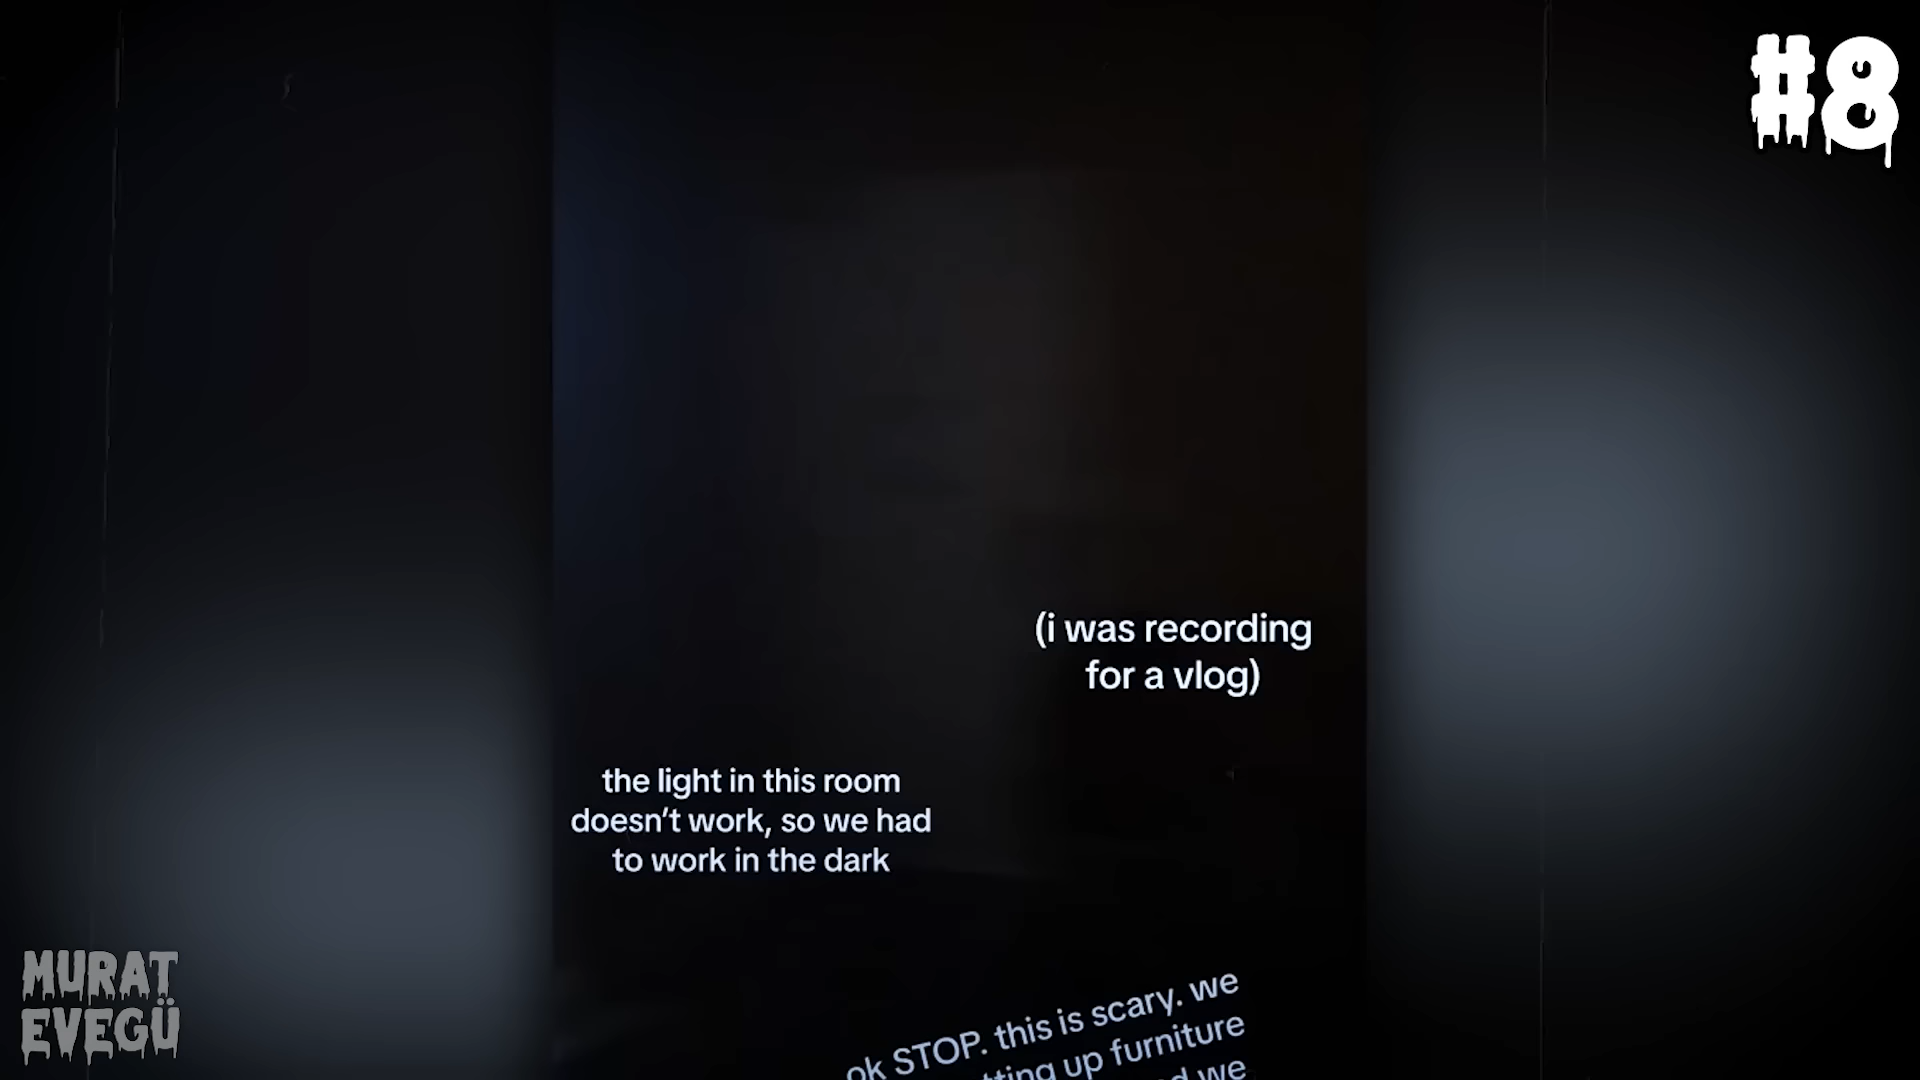 #8
(i was recording
for a vlog)
the light in this room
doesn't work, so we had
to work in the dark
ok STOP. this is scary. we
up furniture
we
MURAT
EVEGÜ